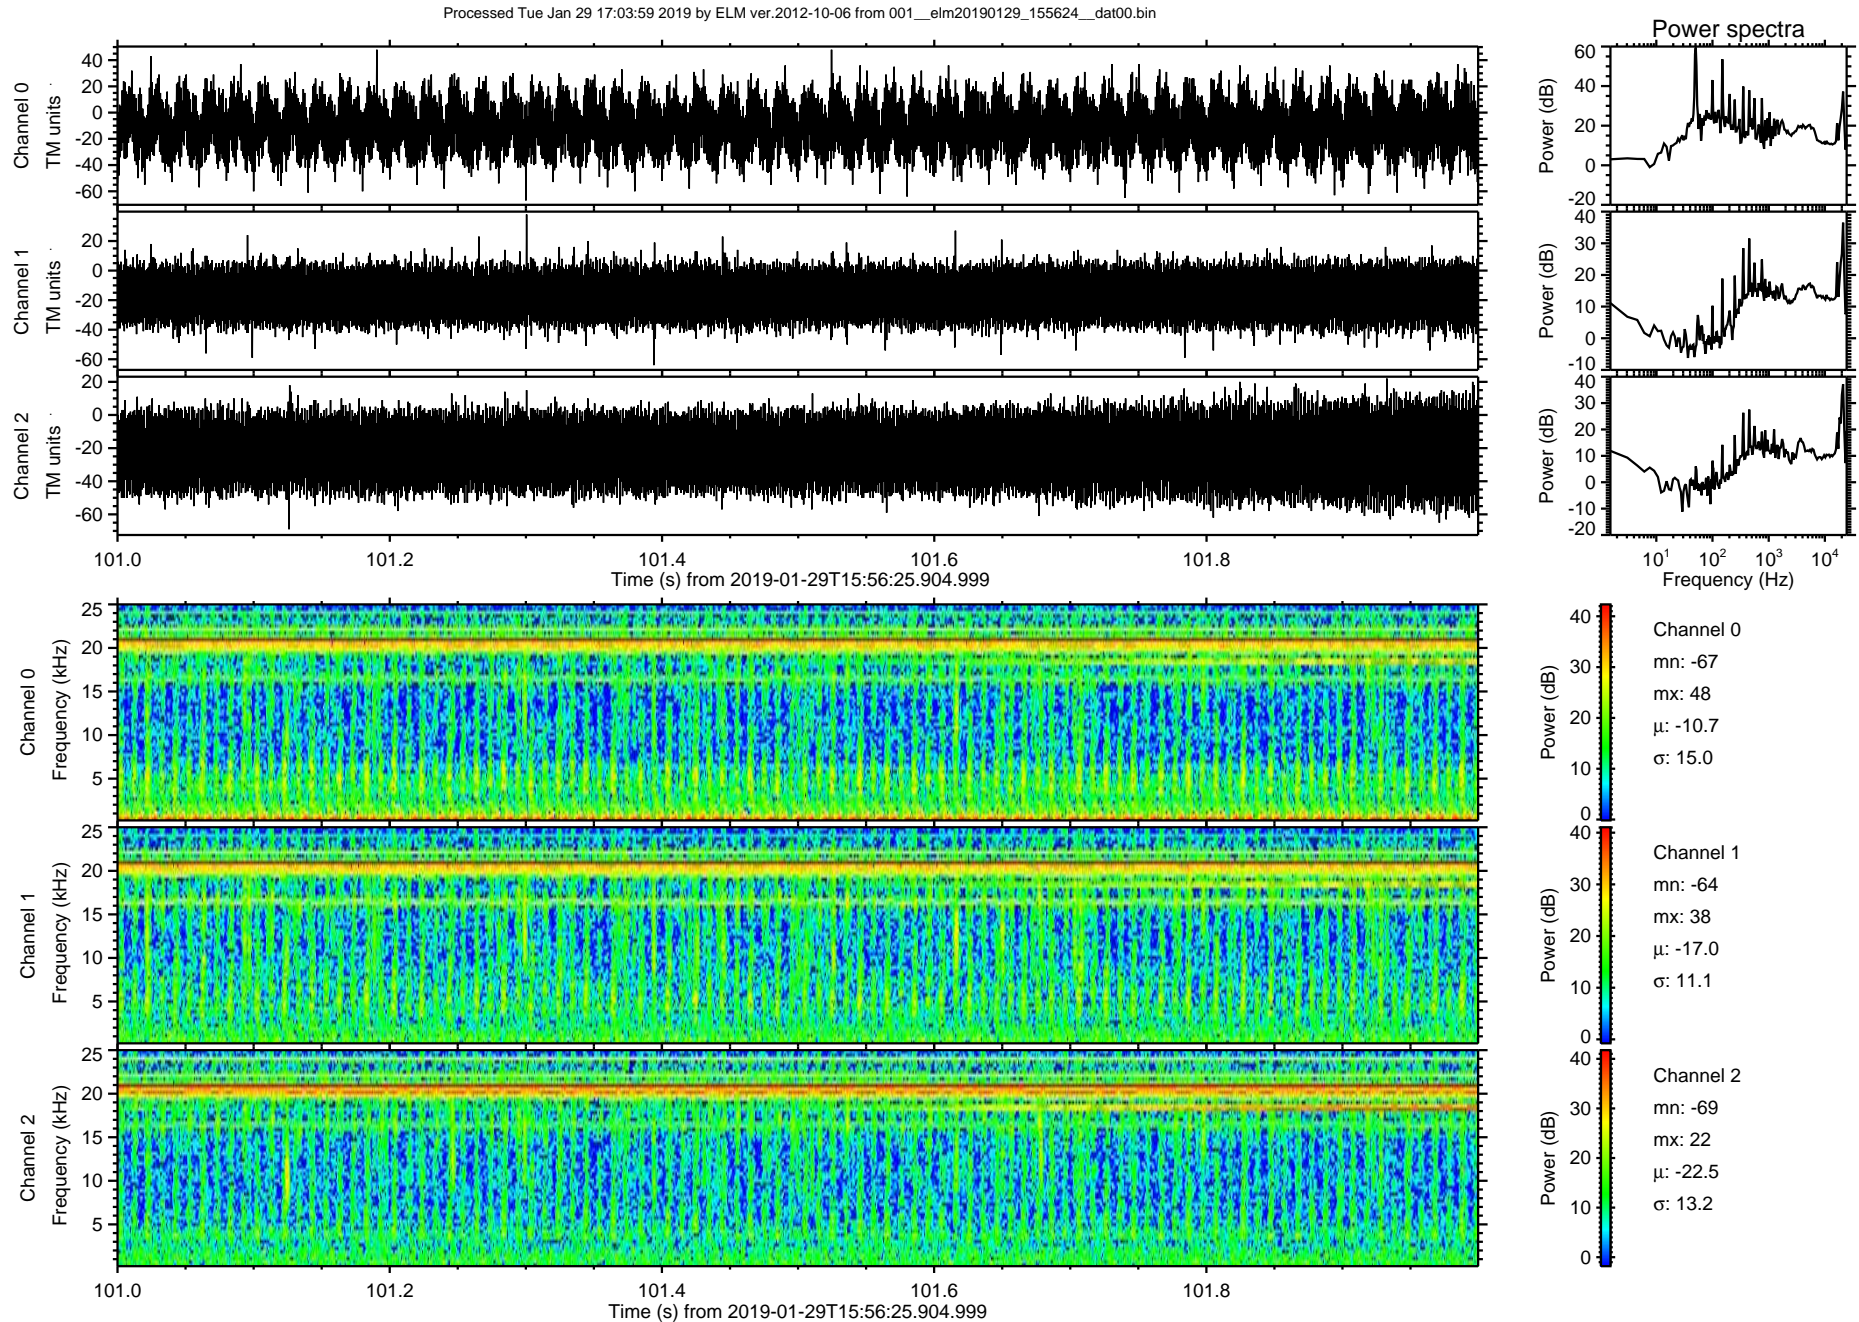 Processed Tue Jan 29 17:03:59 2019 by ELM ver.2012-10-06 from 001__elm20190129_155624__dat00.bin
Power spectra
Channel 0
TM units
40
20
0
-20
-40
-60
Power (dB)
60
40
20
0
-20
Channel 1
TM units
20
0
-20
-40
-60
Power (dB)
40
30
20
10
0
-10
Channel 2
TM units
20
0
-20
-40
-60
Power (dB)
40
30
20
10
0
-10
-20
101.0 101.2 101.4 101.6 101.8
Time (s) from 2019-01-29T15:56:25.904.999
10^1 10^2 10^3 10^4
Frequency (Hz)
Channel 0
Frequency (kHz)
25
20
15
10
5
Power (dB)
40
30
20
10
0
Channel 0
mn: -67
mx: 48
μ: -10.7
σ: 15.0
Channel 1
Frequency (kHz)
25
20
15
10
5
Power (dB)
40
30
20
10
0
Channel 1
mn: -64
mx: 38
μ: -17.0
σ: 11.1
Channel 2
Frequency (kHz)
25
20
15
10
5
Power (dB)
40
30
20
10
0
Channel 2
mn: -69
mx: 22
μ: -22.5
σ: 13.2
101.0 101.2 101.4 101.6 101.8
Time (s) from 2019-01-29T15:56:25.904.999